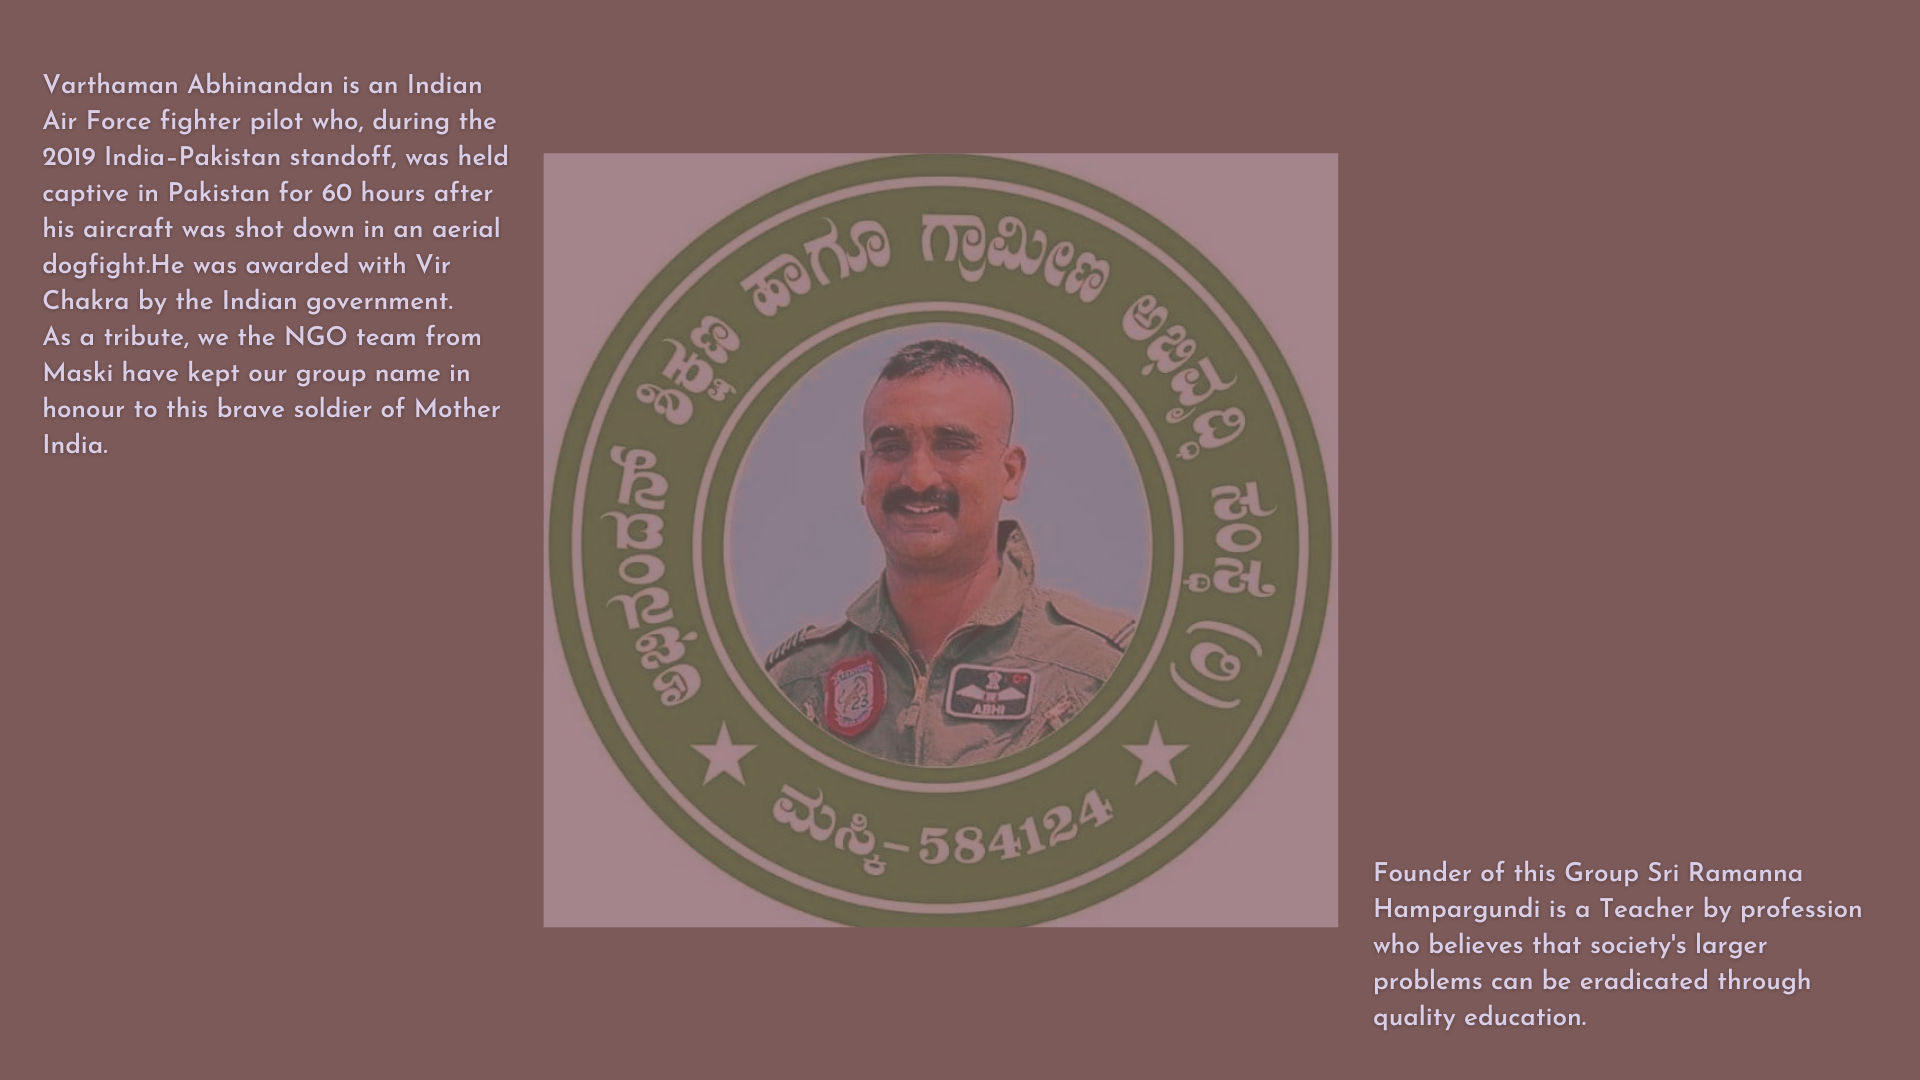 Varthaman Abhinandan is an Indian
Air Force fighter pilot who, during the
2019 India–Pakistan standoff, was held
captive in Pakistan for 60 hours after
his aircraft was shot down in an aerial
dogfight.He was awarded with Vir
Chakra by the Indian government.
As a tribute, we the NGO team from
Maski have kept our group name in
honour to this brave soldier of Mother
India.
ಅಭಿನಂದನ್ ಶಿಕ್ಷಣ ಹಾಗೂ ಗ್ರಾಮೀಣ ಅಭಿವೃದ್ಧಿ ಸಂಸ್ಥೆ (ರಿ)
23
ABHI
ಮಸ್ಕಿ-584124
Founder of this Group Sri Ramanna
Hampargundi is a Teacher by profession
who believes that society's larger
problems can be eradicated through
quality education.